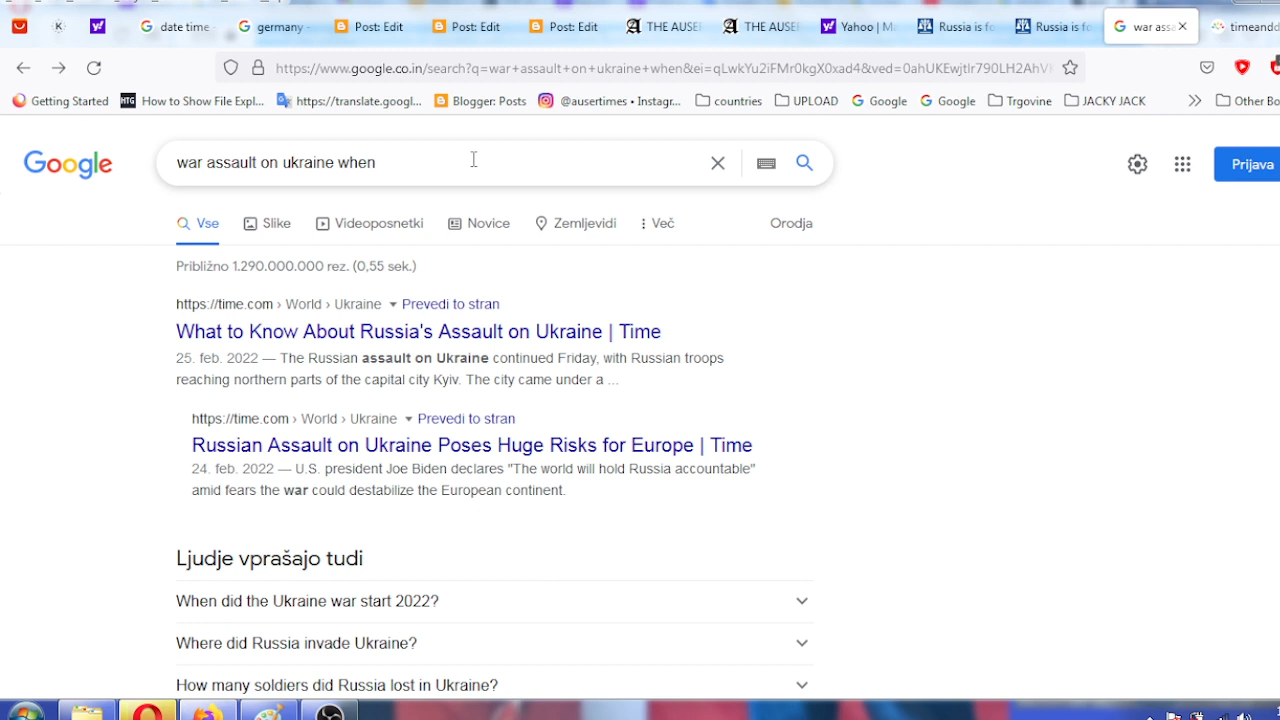 date time -
germany -
Post: Edit
Posa Edit
Post: Edit
THE AUSE
THE AUSE
Yahoo | M
Russia is fo
Russia is fo
war assa
timeandd
https://www.google.co.in/search?q=war+assault+on+ukraine+when&ei=
Getting Started
HTG How to Show File Expl...
https://translate.googl...
Blogger: Posts
@ausertimes • Instagr...
countries
UPLOAD
Google
Google
Trgovine
JACKY JACK
Other Bo
Google
war assault on ukraine when
Prijava
Vse
Slike
Videoposnetki
Novice
Zemljevidi
Več
Orodja
Približno 1.290.000.000 rez. (0,55 sek.)
https://time.com › World › Ukraine Prevedi to stran
What to Know About Russia's Assault on Ukraine | Time
25. feb. 2022 — The Russian assault on Ukraine continued Friday, with Russian troops
reaching northern parts of the capital city Kyiv. The city came under a ...
https://time.com › World › Ukraine Prevedi to stran
Russian Assault on Ukraine Poses Huge Risks for Europe | Time
24. feb. 2022 — U.S. president Joe Biden declares "The world will hold Russia accountable"
amid fears the war could destabilize the European continent.
Ljudje vprašajo tudi
When did the Ukraine war start 2022?
Where did Russia invade Ukraine?
How many soldiers did Russia lost in Ukraine?